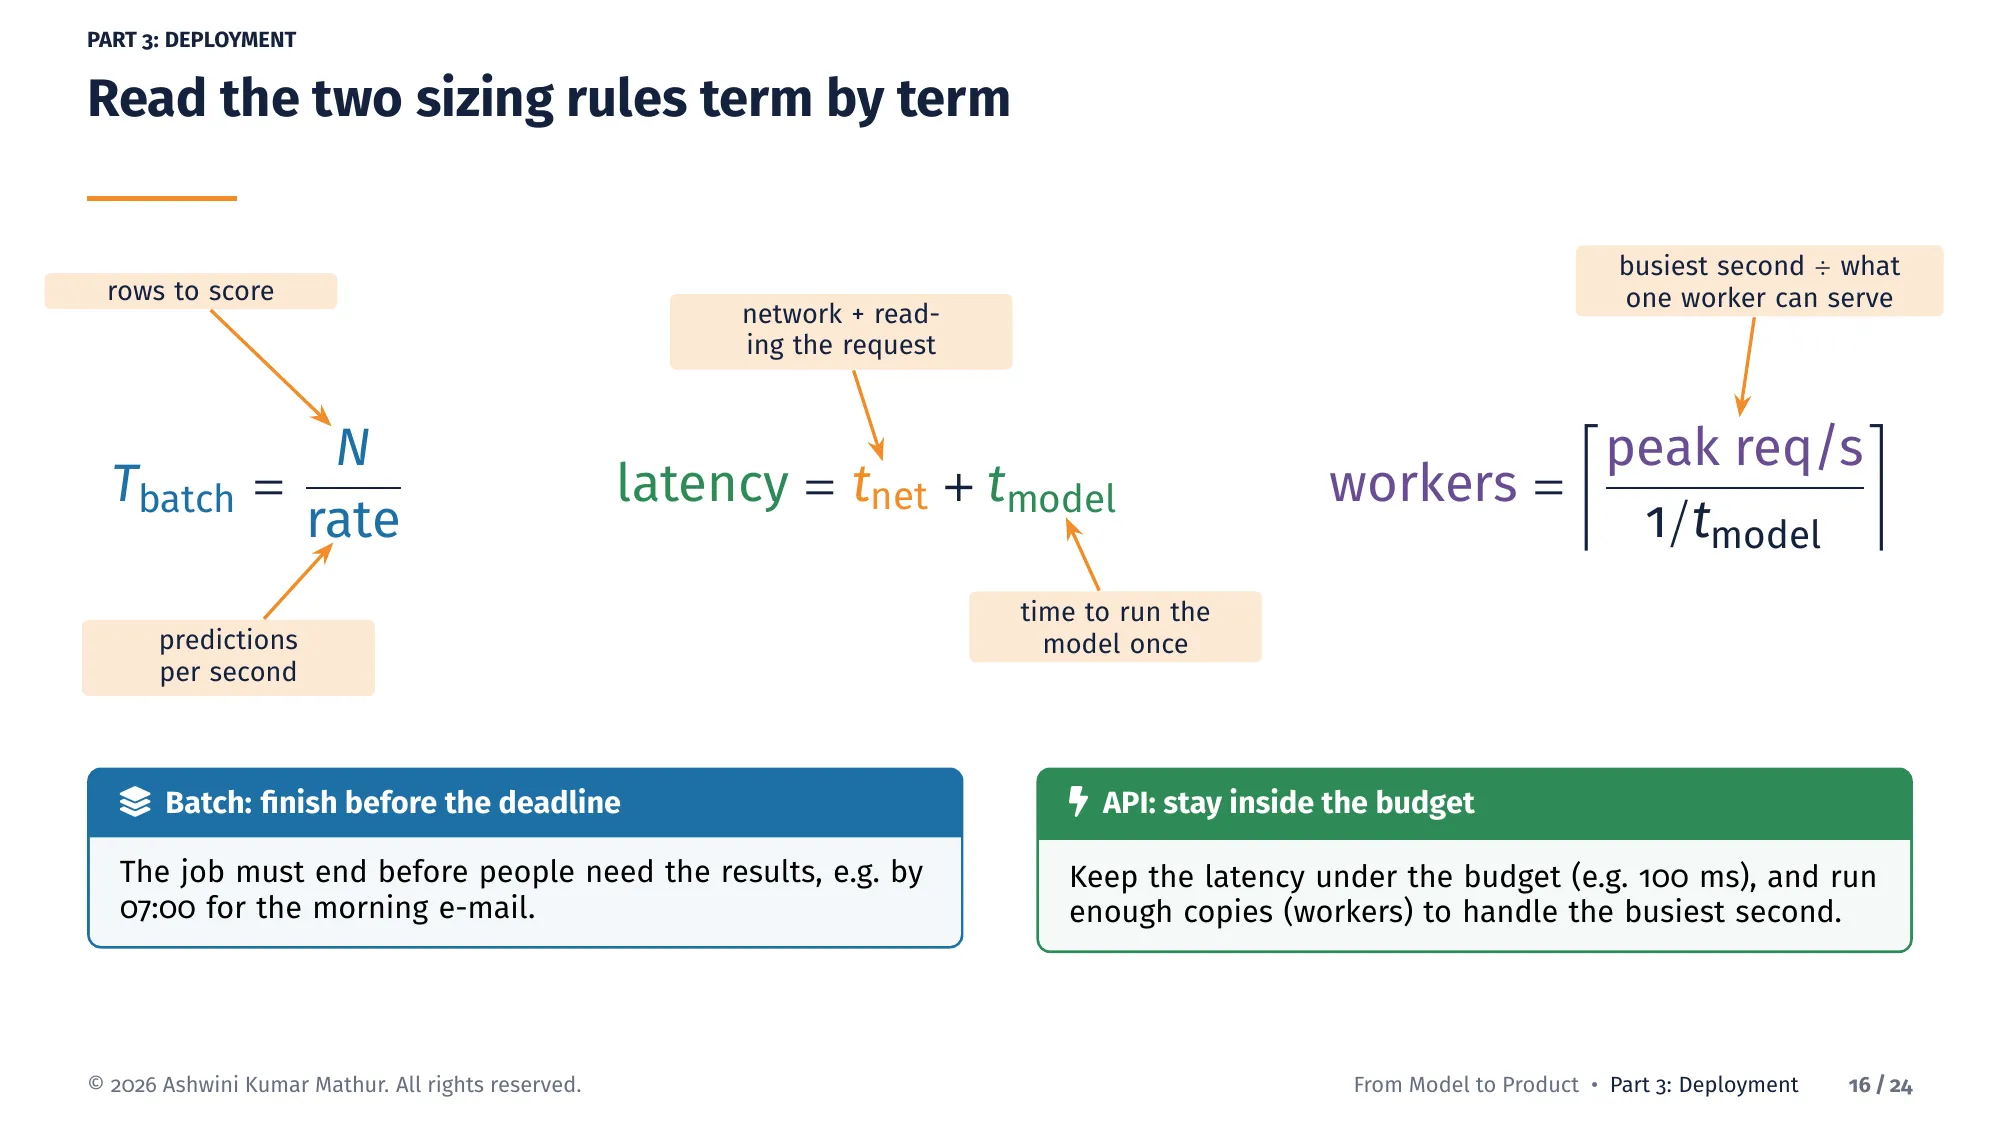 PART 3: DEPLOYMENT
Read the two sizing rules term by term
rows to score
network + read-
ing the request
busiest second ÷ what
one worker can serve
T_batch = N / rate
latency = t_net + t_model
workers = ⌈ peak req/s / 1/t_model ⌉
predictions
per second
time to run the
model once
Batch: finish before the deadline
The job must end before people need the results, e.g. by
07:00 for the morning e-mail.
API: stay inside the budget
Keep the latency under the budget (e.g. 100 ms), and run
enough copies (workers) to handle the busiest second.
© 2026 Ashwini Kumar Mathur. All rights reserved.
From Model to Product • Part 3: Deployment 16 / 24